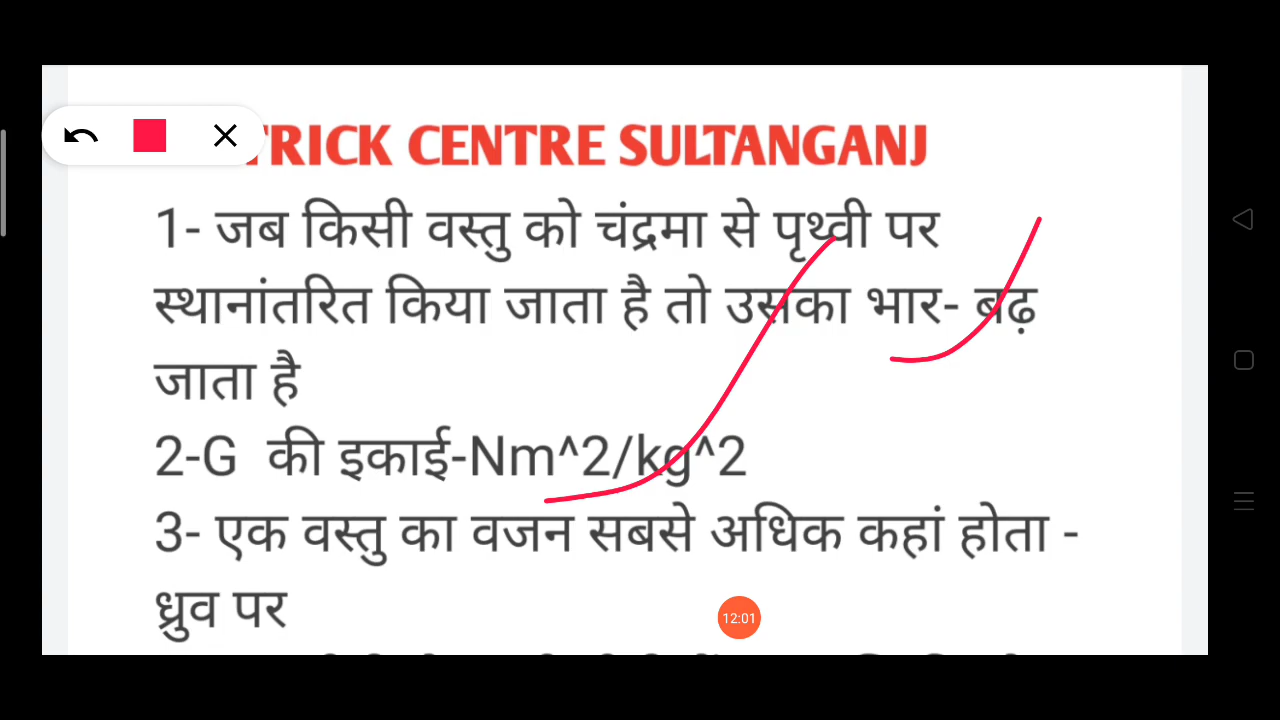 TRICK CENTRE SULTANGANJ
1- जब किसी वस्तु को चंद्रमा से पृथ्वी पर
स्थानांतरित किया जाता है तो उसका भार- बढ़
जाता है
2-G की इकाई-Nm^2/kg^2
3- एक वस्तु का वजन सबसे अधिक कहां होता -
ध्रुव पर
12:01